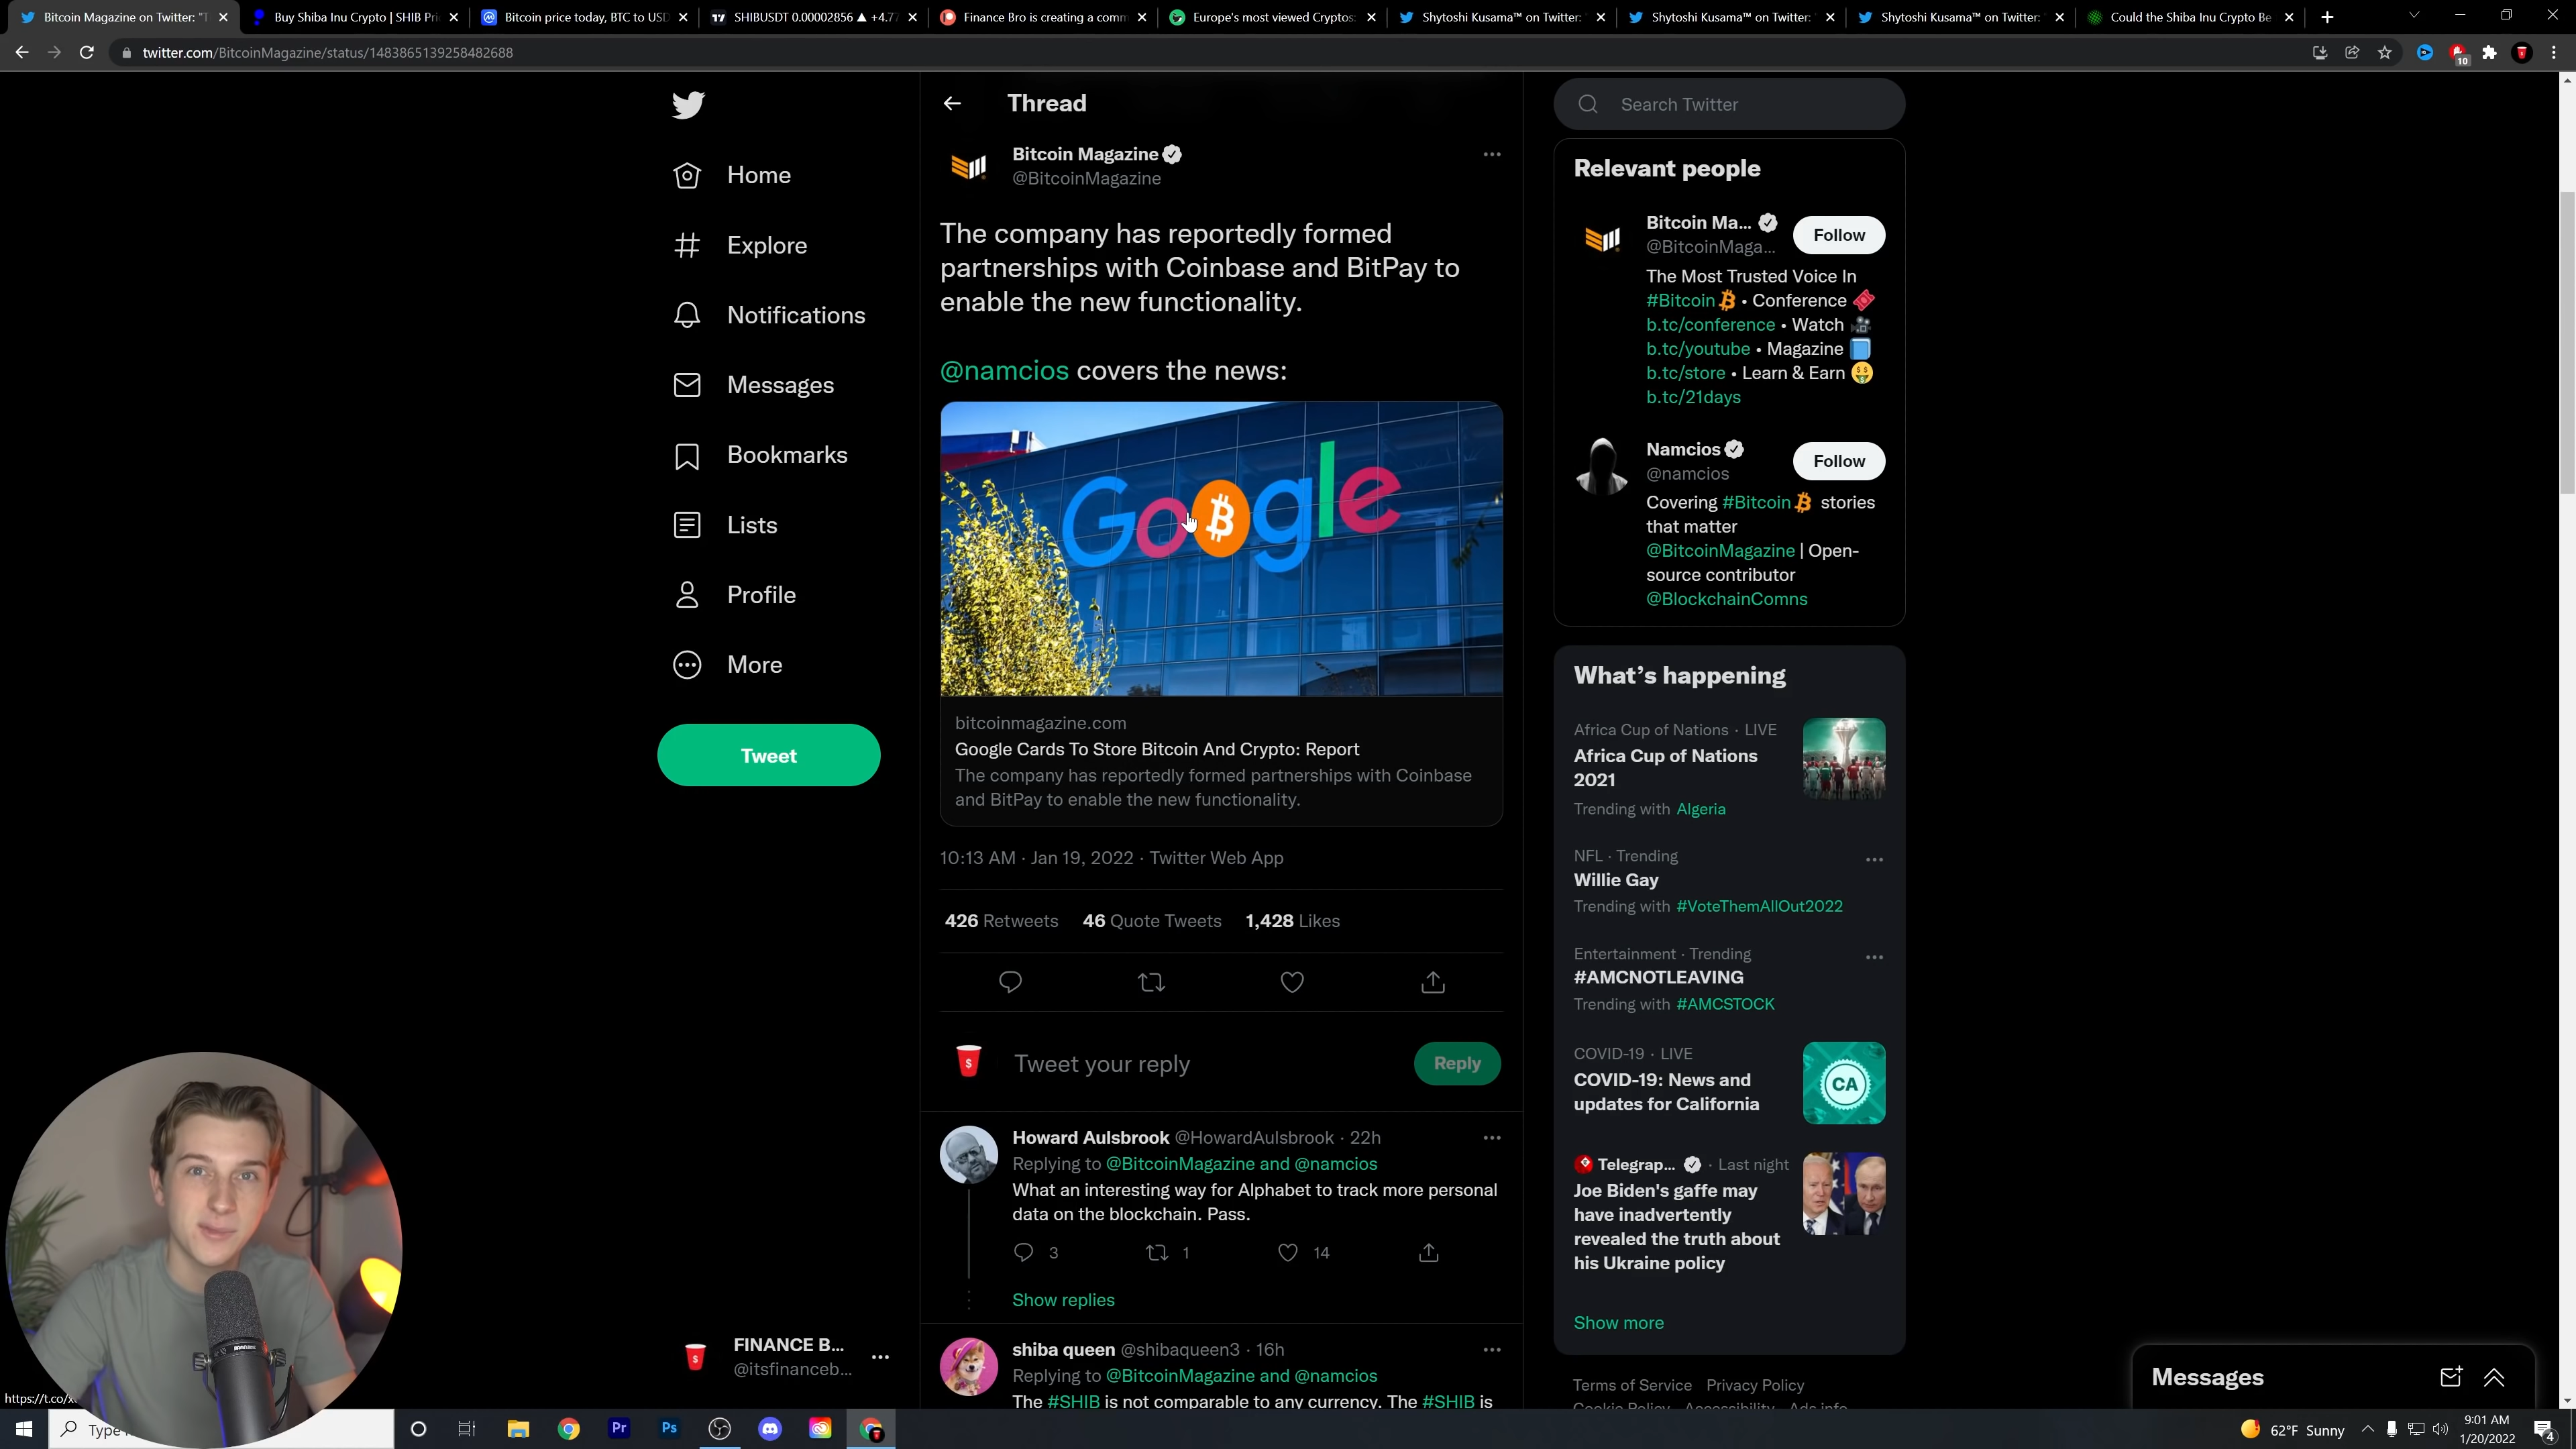 Bitcoin Magazine on Twitter: "T
Buy Shiba Inu Crypto | SHIB Pri
Bitcoin price today, BTC to USD
SHIBUSDT 0.00002856 ▲ +4.77
Finance Bro is creating a comm
Europe's most viewed Cryptos
Shytoshi Kusama™ on Twitter:
Shytoshi Kusama™ on Twitter:
Shytoshi Kusama™ on Twitter:
Could the Shiba Inu Crypto Be
twitter.com/BitcoinMagazine/status/1483865139258482688
10
Home
Explore
Notifications
Messages
Bookmarks
Lists
Profile
More
Tweet
FINANCE B...
@itsfinanceb...
Thread
Bitcoin Magazine
@BitcoinMagazine
The company has reportedly formed
partnerships with Coinbase and BitPay to
enable the new functionality.
@namcios covers the news:
Google
bitcoinmagazine.com
Google Cards To Store Bitcoin And Crypto: Report
The company has reportedly formed partnerships with Coinbase
and BitPay to enable the new functionality.
10:13 AM · Jan 19, 2022 · Twitter Web App
426 Retweets 46 Quote Tweets 1,428 Likes
Tweet your reply
Reply
Howard Aulsbrook @HowardAulsbrook · 22h
Replying to @BitcoinMagazine and @namcios
What an interesting way for Alphabet to track more personal
data on the blockchain. Pass.
3 1 14
Show replies
shiba queen @shibaqueen3 · 16h
Replying to @BitcoinMagazine and @namcios
The #SHIB is not comparable to any currency. The #SHIB is
Search Twitter
Relevant people
Bitcoin Ma...
@BitcoinMaga...
Follow
The Most Trusted Voice In
#Bitcoin • Conference
b.tc/conference • Watch
b.tc/youtube • Magazine
b.tc/store • Learn & Earn
b.tc/21days
Namcios
@namcios
Follow
Covering #Bitcoin stories
that matter
@BitcoinMagazine | Open-
source contributor
@BlockchainComns
What's happening
Africa Cup of Nations · LIVE
Africa Cup of Nations
2021
Trending with Algeria
NFL · Trending
Willie Gay
Trending with #VoteThemAllOut2022
Entertainment · Trending
#AMCNOTLEAVING
Trending with #AMCSTOCK
COVID-19 · LIVE
COVID-19: News and
updates for California
CA
Telegrap... · Last night
Joe Biden's gaffe may
have inadvertently
revealed the truth about
his Ukraine policy
Show more
Terms of Service Privacy Policy
Cookie Policy Accessibility Ads info
Messages
https://t.co/x
Type
Pr
Ps
62°F Sunny
9:01 AM
1/20/2022
4